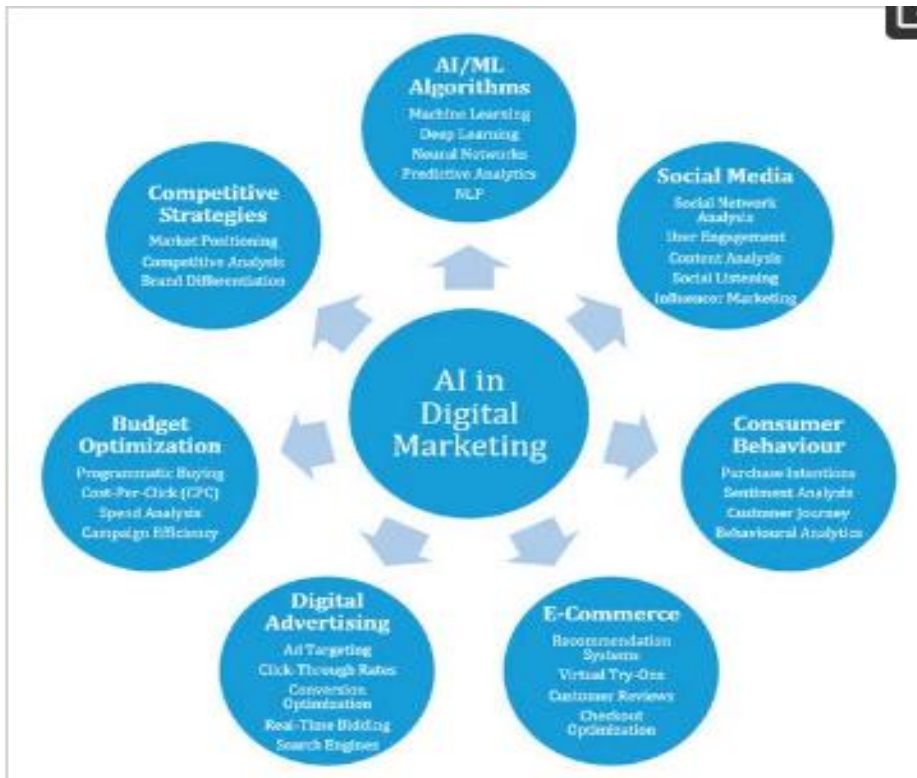 AI/ML
Algorithms
Machine Learning
Deep Learning
Neural Networks
Predictive Analytics
NLP
Social Media
Social Network
Analysis
User Engagement
Content Analysis
Social Listening
Influencer Marketing
Consumer
Behaviour
Purchase Intentions
Sentiment Analysis
Customer Journey
Behavioural Analytics
E-Commerce
Recommendation
Systems
Virtual Try-Ons
Customer Reviews
Checkout
Optimization
Digital
Advertising
Ad Targeting
Click-Through Rates
Conversion
Optimization
Real-Time Bidding
Search Engines
Budget
Optimization
Programmatic Buying
Cost-Per-Click (CPC)
Spend Analysis
Campaign Efficiency
Competitive
Strategies
Market Positioning
Competitive Analysis
Brand Differentiation
AI in
Digital
Marketing